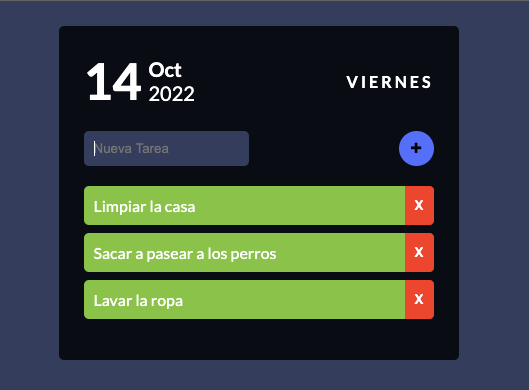 14 Oct
2022
VIERNES
Nueva Tarea
+
Limpiar la casa X
Sacar a pasear a los perros X
Lavar la ropa X